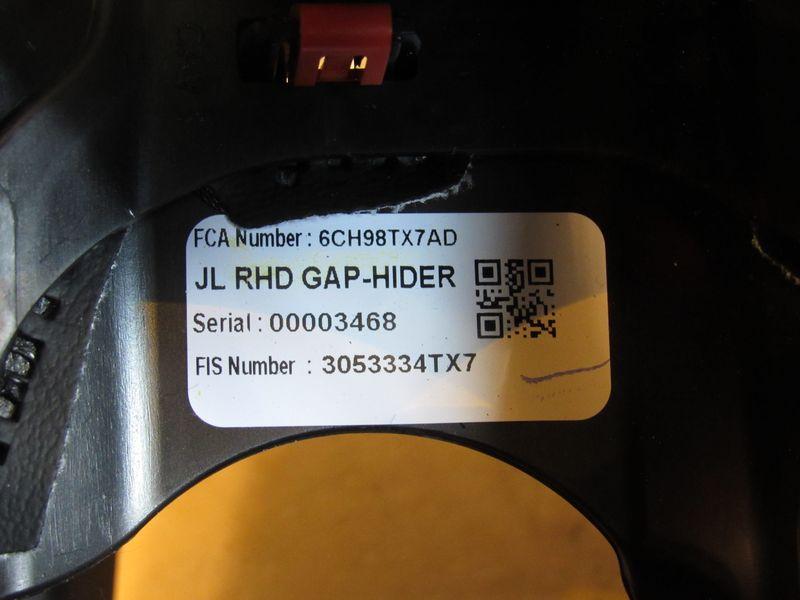 FCA Number : 6CH98TX7AD
JL RHD GAP-HIDER
Serial : 00003468
FIS Number : 3053334TX7